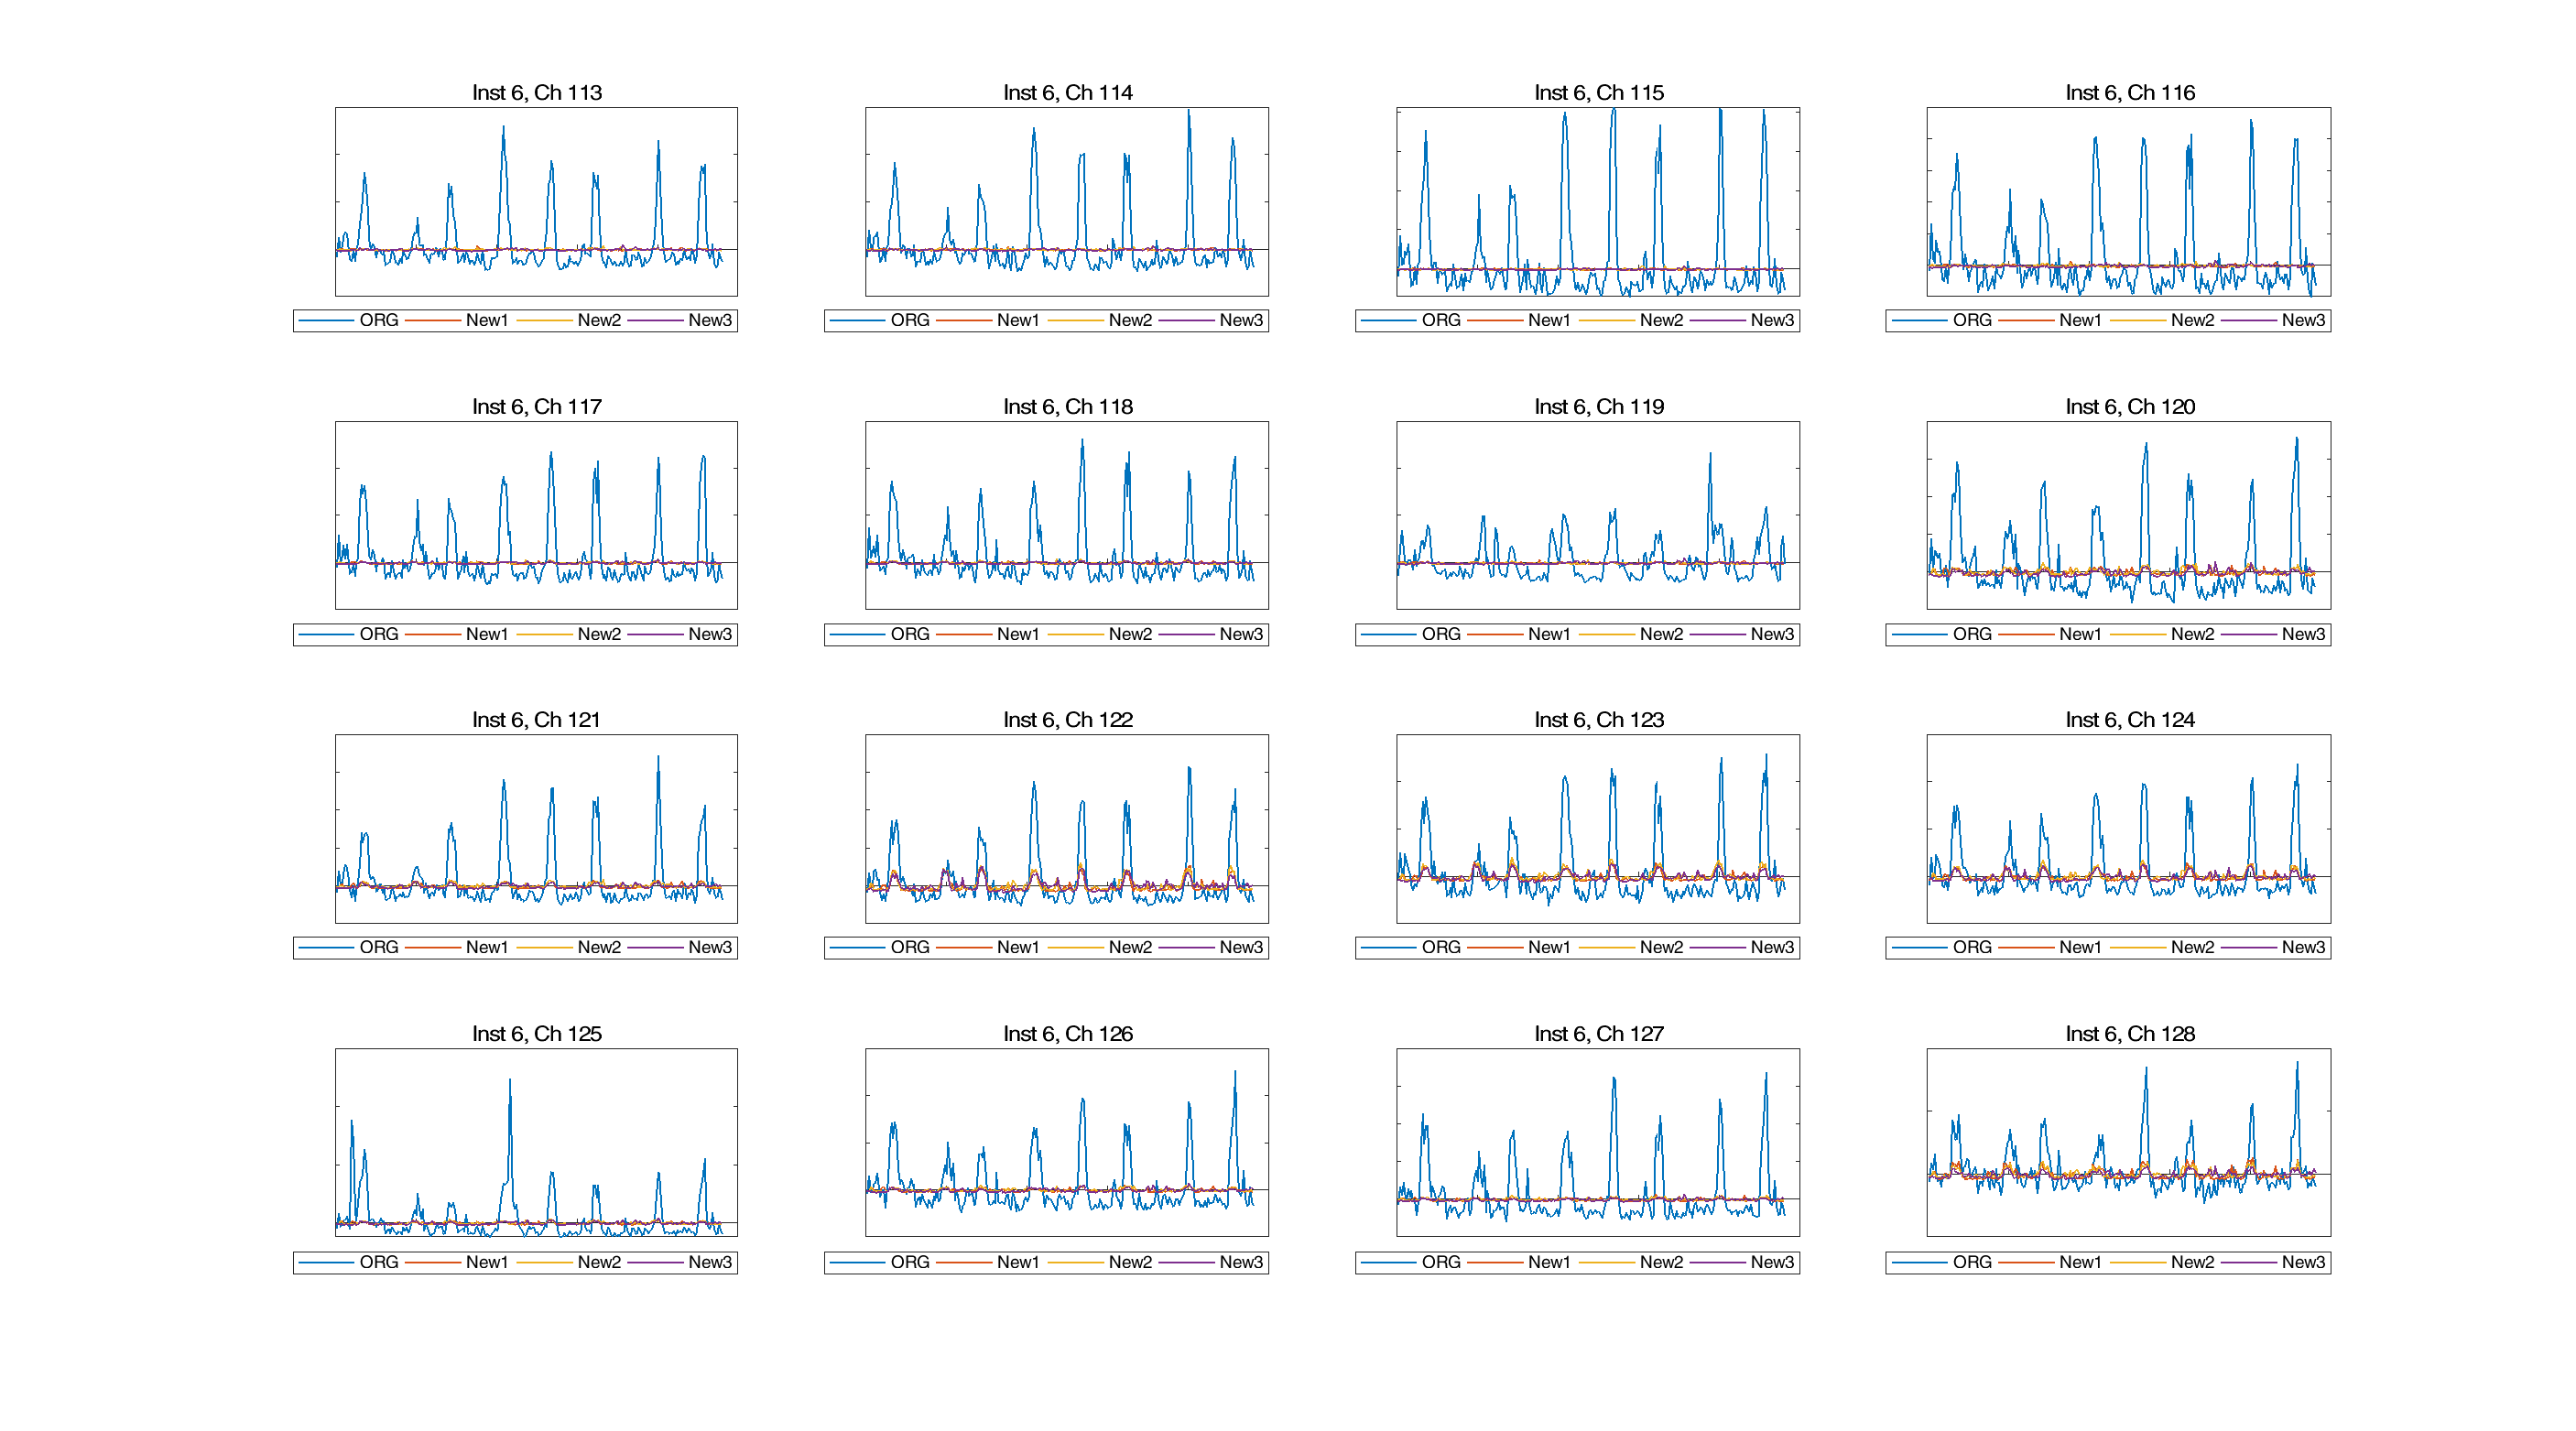 Inst 6, Ch 113 Inst 6, Ch 114 Inst 6, Ch 115 Inst 6, Ch 116
ORG New1 New2 New3 ORG New1 New2 New3 ORG New1 New2 New3 ORG New1 New2 New3
Inst 6, Ch 117 Inst 6, Ch 118 Inst 6, Ch 119 Inst 6, Ch 120
ORG New1 New2 New3 ORG New1 New2 New3 ORG New1 New2 New3 ORG New1 New2 New3
Inst 6, Ch 121 Inst 6, Ch 122 Inst 6, Ch 123 Inst 6, Ch 124
ORG New1 New2 New3 ORG New1 New2 New3 ORG New1 New2 New3 ORG New1 New2 New3
Inst 6, Ch 125 Inst 6, Ch 126 Inst 6, Ch 127 Inst 6, Ch 128
ORG New1 New2 New3 ORG New1 New2 New3 ORG New1 New2 New3 ORG New1 New2 New3